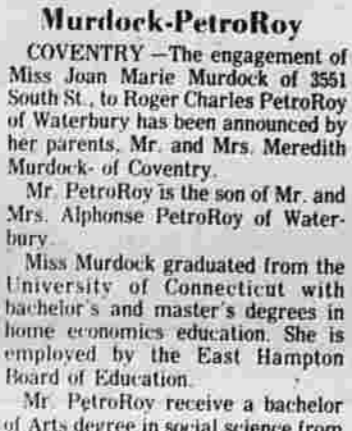 Murdock-PetroRoy
COVENTRY —The engagement of
Miss Joan Marie Murdock of 3551
South St., to Roger Charles PetroRoy
of Waterbury has been announced by
her parents, Mr. and Mrs. Meredith
Murdock- of Coventry.
Mr. PetroRoy is the son of Mr. and
Mrs. Alphonse PetroRoy of Water-
bury.
Miss Murdock graduated from the
University of Connecticut with
bachelor's and master's degrees in
home economics education. She is
employed by the East Hampton
Board of Education.
Mr. PetroRoy receive a bachelor
of Arts degree in social science from